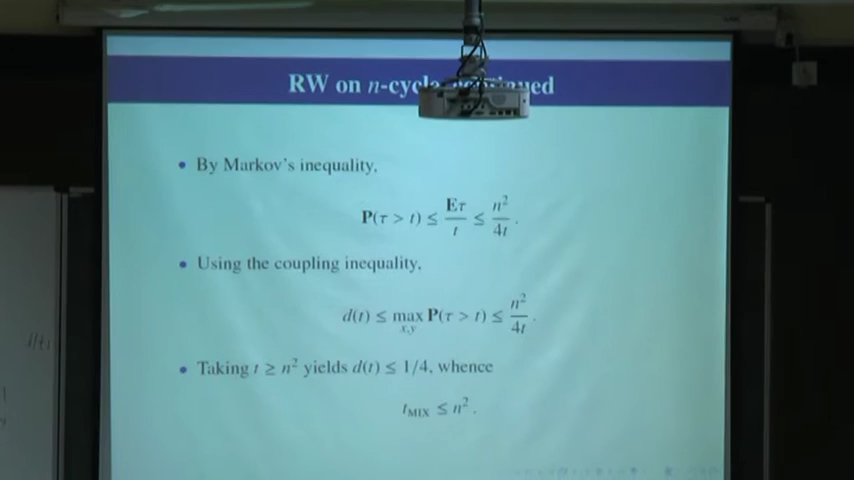 RW on n-cycle, continued
• By Markov's inequality,
P(τ > t) ≤ Eτ/t ≤ n²/4t .
• Using the coupling inequality,
d(t) ≤ max_{x,y} P(τ > t) ≤ n²/4t .
• Taking t ≥ n² yields d(t) ≤ 1/4, whence
t_MIX ≤ n² .